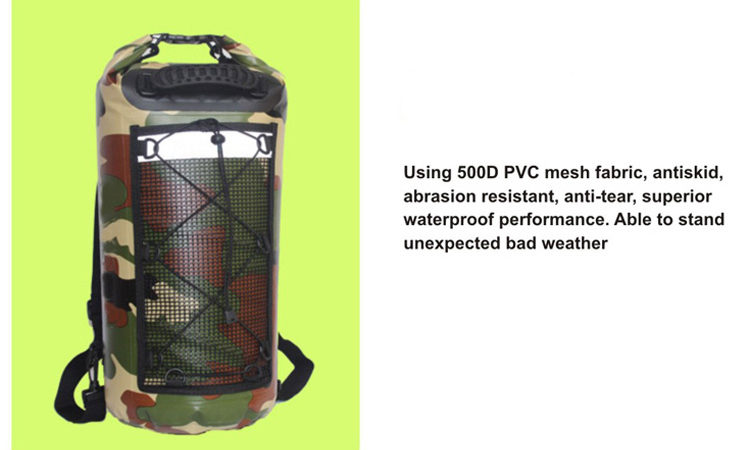 Using 500D PVC mesh fabric, antiskid,
abrasion resistant, anti-tear, superior
waterproof performance. Able to stand
unexpected bad weather